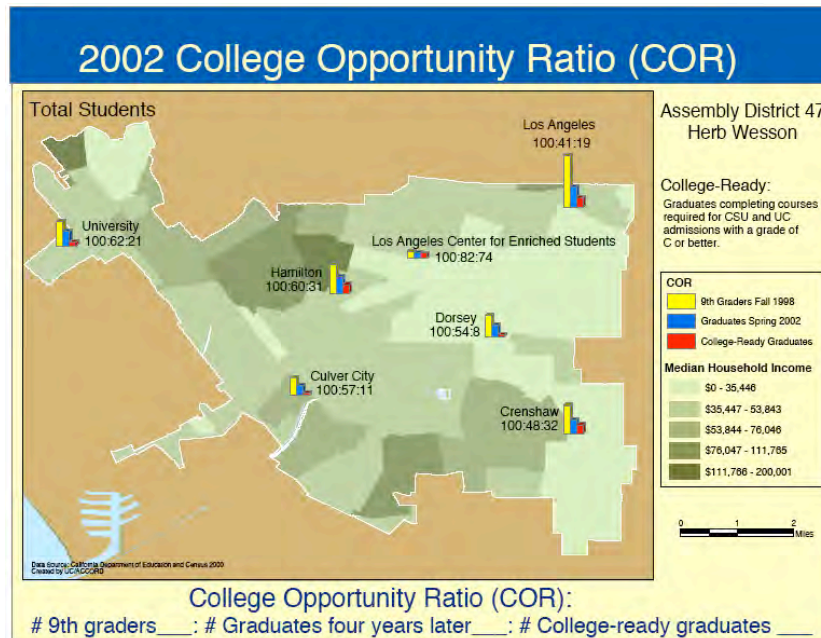 2002 College Opportunity Ratio (COR)
Total Students
Los Angeles
100:41:19
University
100:62:21
Los Angeles Center for Enriched Students
100:82:74
Hamilton
100:60:31
Dorsey
100:54:8
Culver City
100:57:11
Crenshaw
100:48:32
Data Source: California Department of Education and Census 2000
Created by UC/ACCORD
Assembly District 47
Herb Wesson
College-Ready:
Graduates completing courses
required for CSU and UC
admissions with a grade of
C or better.
COR
9th Graders Fall 1998
Graduates Spring 2002
College-Ready Graduates
Median Household Income
$0 - 35,446
$35,447 - 53,843
$53,844 - 76,046
$76,047 - 111,765
$111,766 - 200,001
0 1 2
Miles
College Opportunity Ratio (COR):
# 9th graders___: # Graduates four years later___: # College-ready graduates ___